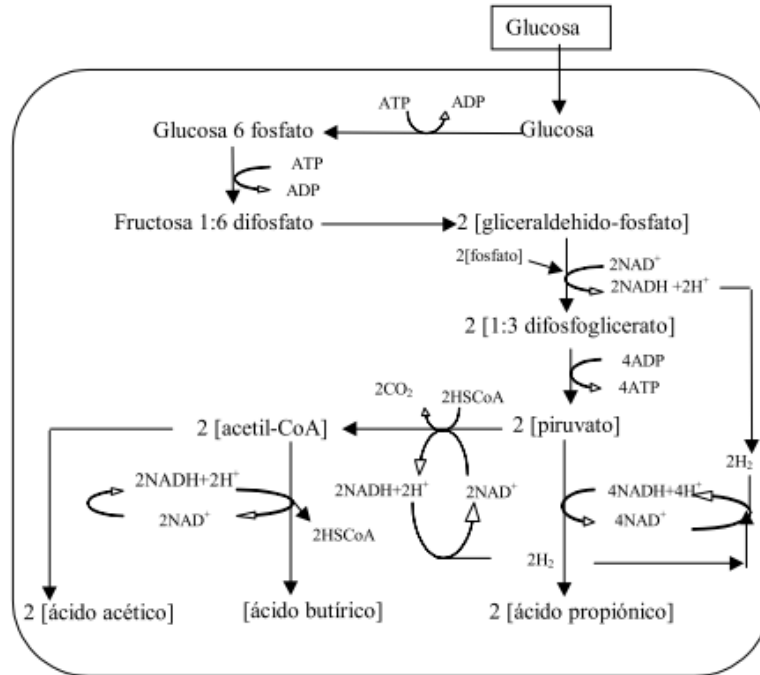 Glucosa
ATP
ADP
Glucosa 6 fosfato
Glucosa
ATP
ADP
Fructosa 1:6 difosfato
2 [gliceraldehido-fosfato]
2[fosfato]
2NAD⁺
2NADH +2H⁺
2 [1:3 difosfoglicerato]
4ADP
4ATP
2CO₂
2HSCoA
2 [acetil-CoA]
2 [piruvato]
2H₂
2NADH+2H⁺
2NAD⁺
2HSCoA
2NADH+2H⁺
2NAD⁺
4NADH+4H⁺
4NAD⁺
2H₂
2 [ácido acético]
[ácido butírico]
2 [ácido propiónico]